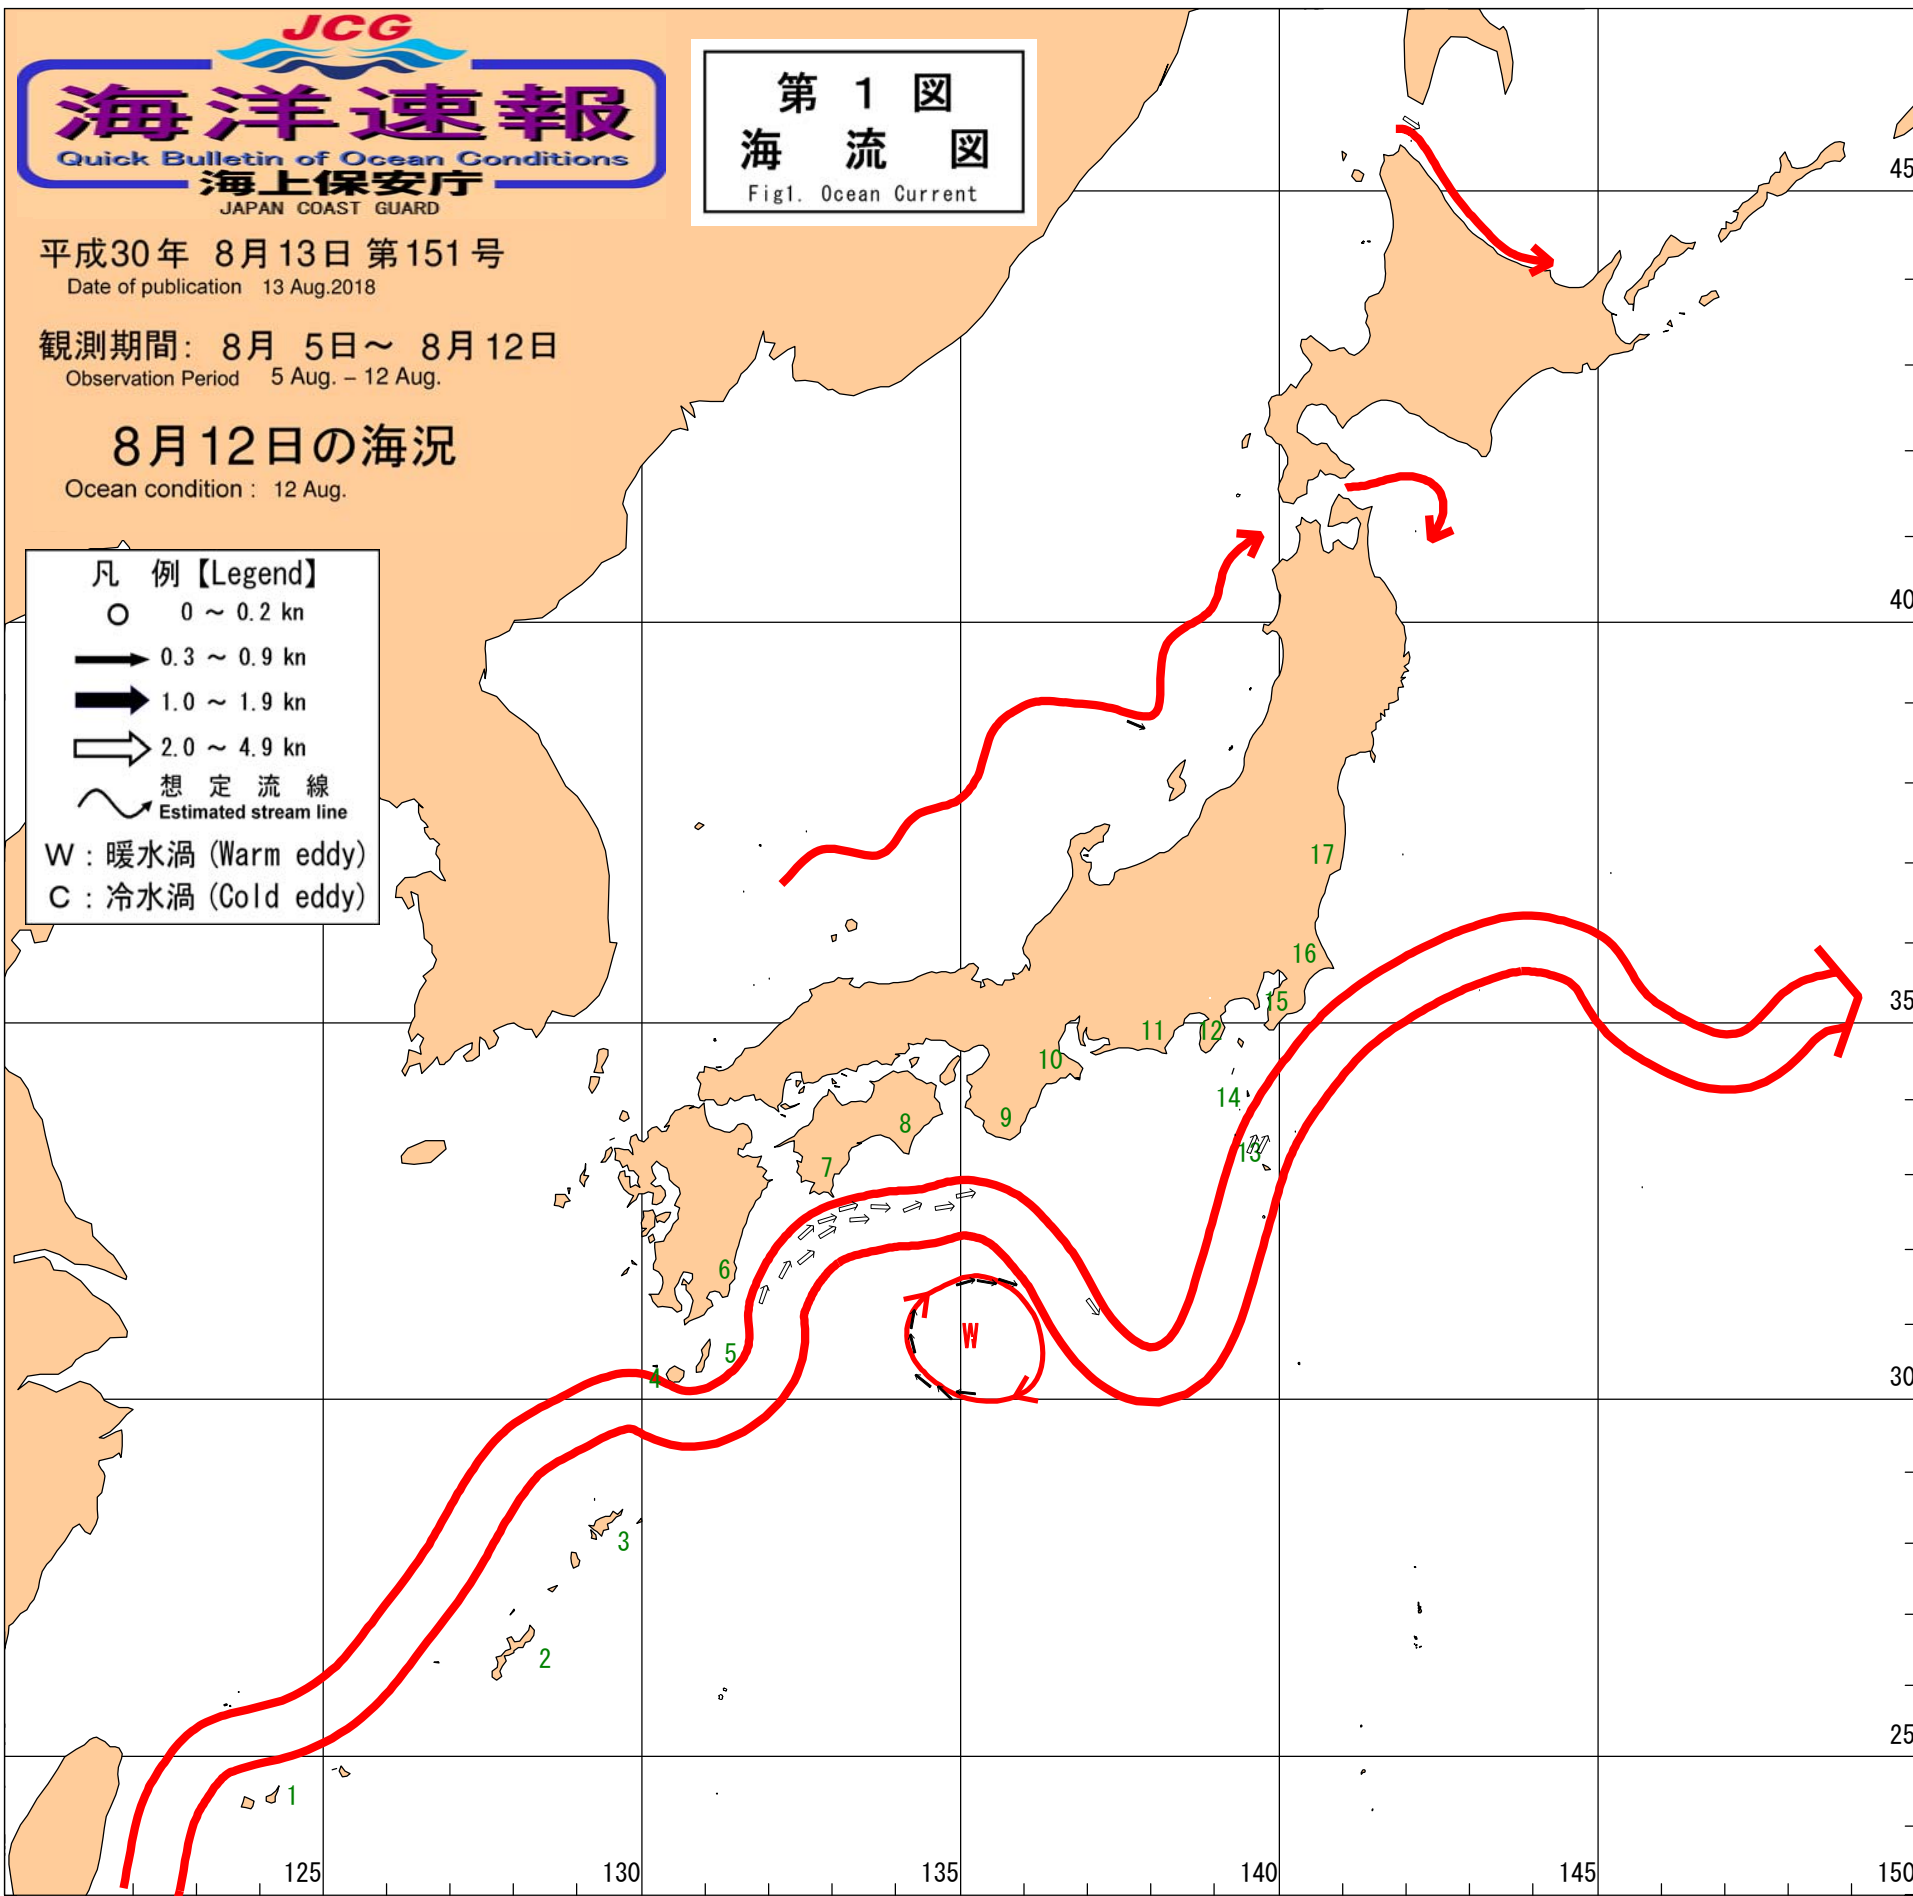 JCG
海洋速報
Quick Bulletin of Ocean Conditions
海上保安庁
JAPAN COAST GUARD
第 1 図
海 流 図
Fig1. Ocean Current
平成30年 8月13日 第151号
Date of publication 13 Aug.2018
観測期間: 8月 5日～ 8月12日
Observation Period 5 Aug. – 12 Aug.
8月12日の海況
Ocean condition : 12 Aug.
凡 例【Legend】
0 ～ 0.2 kn
0.3 ～ 0.9 kn
1.0 ～ 1.9 kn
2.0 ～ 4.9 kn
想 定 流 線
Estimated stream line
W : 暖水渦 (Warm eddy)
C : 冷水渦 (Cold eddy)
45
40
17
16
35
15
12
11
10
14
9
8
13
7
6
W
5
4
30
3
2
25
1
125
130
135
140
145
150